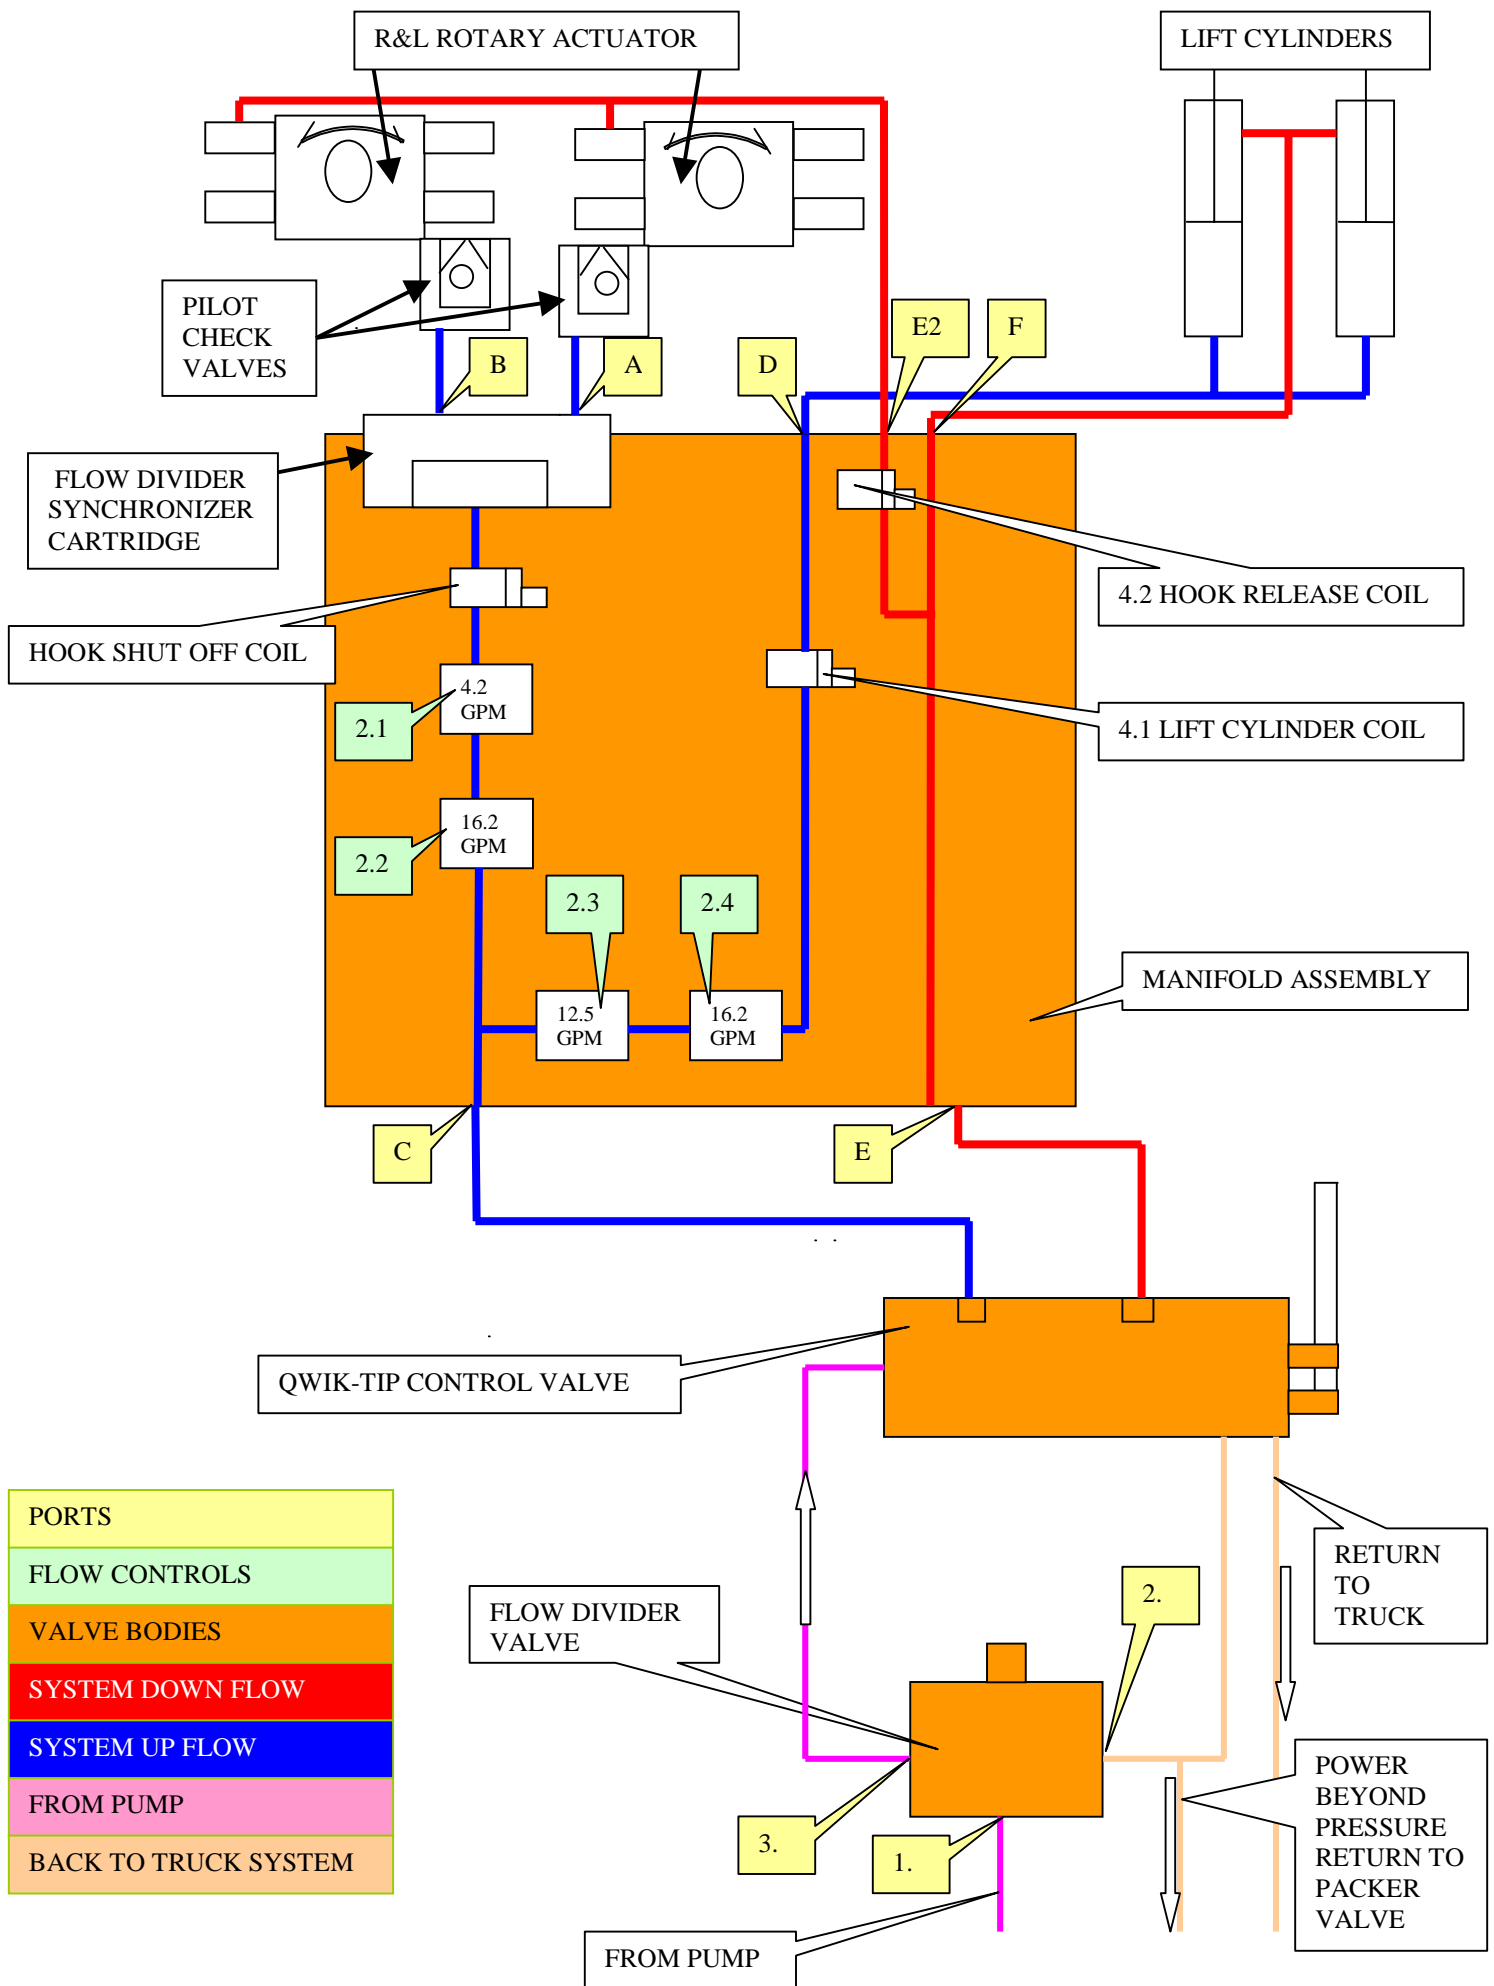 R&L ROTARY ACTUATOR
LIFT CYLINDERS
PILOT
CHECK
VALVES
B
A
D
E2
F
FLOW DIVIDER
SYNCHRONIZER
CARTRIDGE
4.2 HOOK RELEASE COIL
HOOK SHUT OFF COIL
4.2
GPM
2.1
4.1 LIFT CYLINDER COIL
16.2
GPM
2.2
2.3
2.4
12.5
GPM
16.2
GPM
MANIFOLD ASSEMBLY
C
E
QWIK-TIP CONTROL VALVE
PORTS
FLOW CONTROLS
VALVE BODIES
SYSTEM DOWN FLOW
SYSTEM UP FLOW
FROM PUMP
BACK TO TRUCK SYSTEM
FLOW DIVIDER
VALVE
2.
RETURN
TO
TRUCK
3.
1.
POWER
BEYOND
PRESSURE
RETURN TO
PACKER
VALVE
FROM PUMP